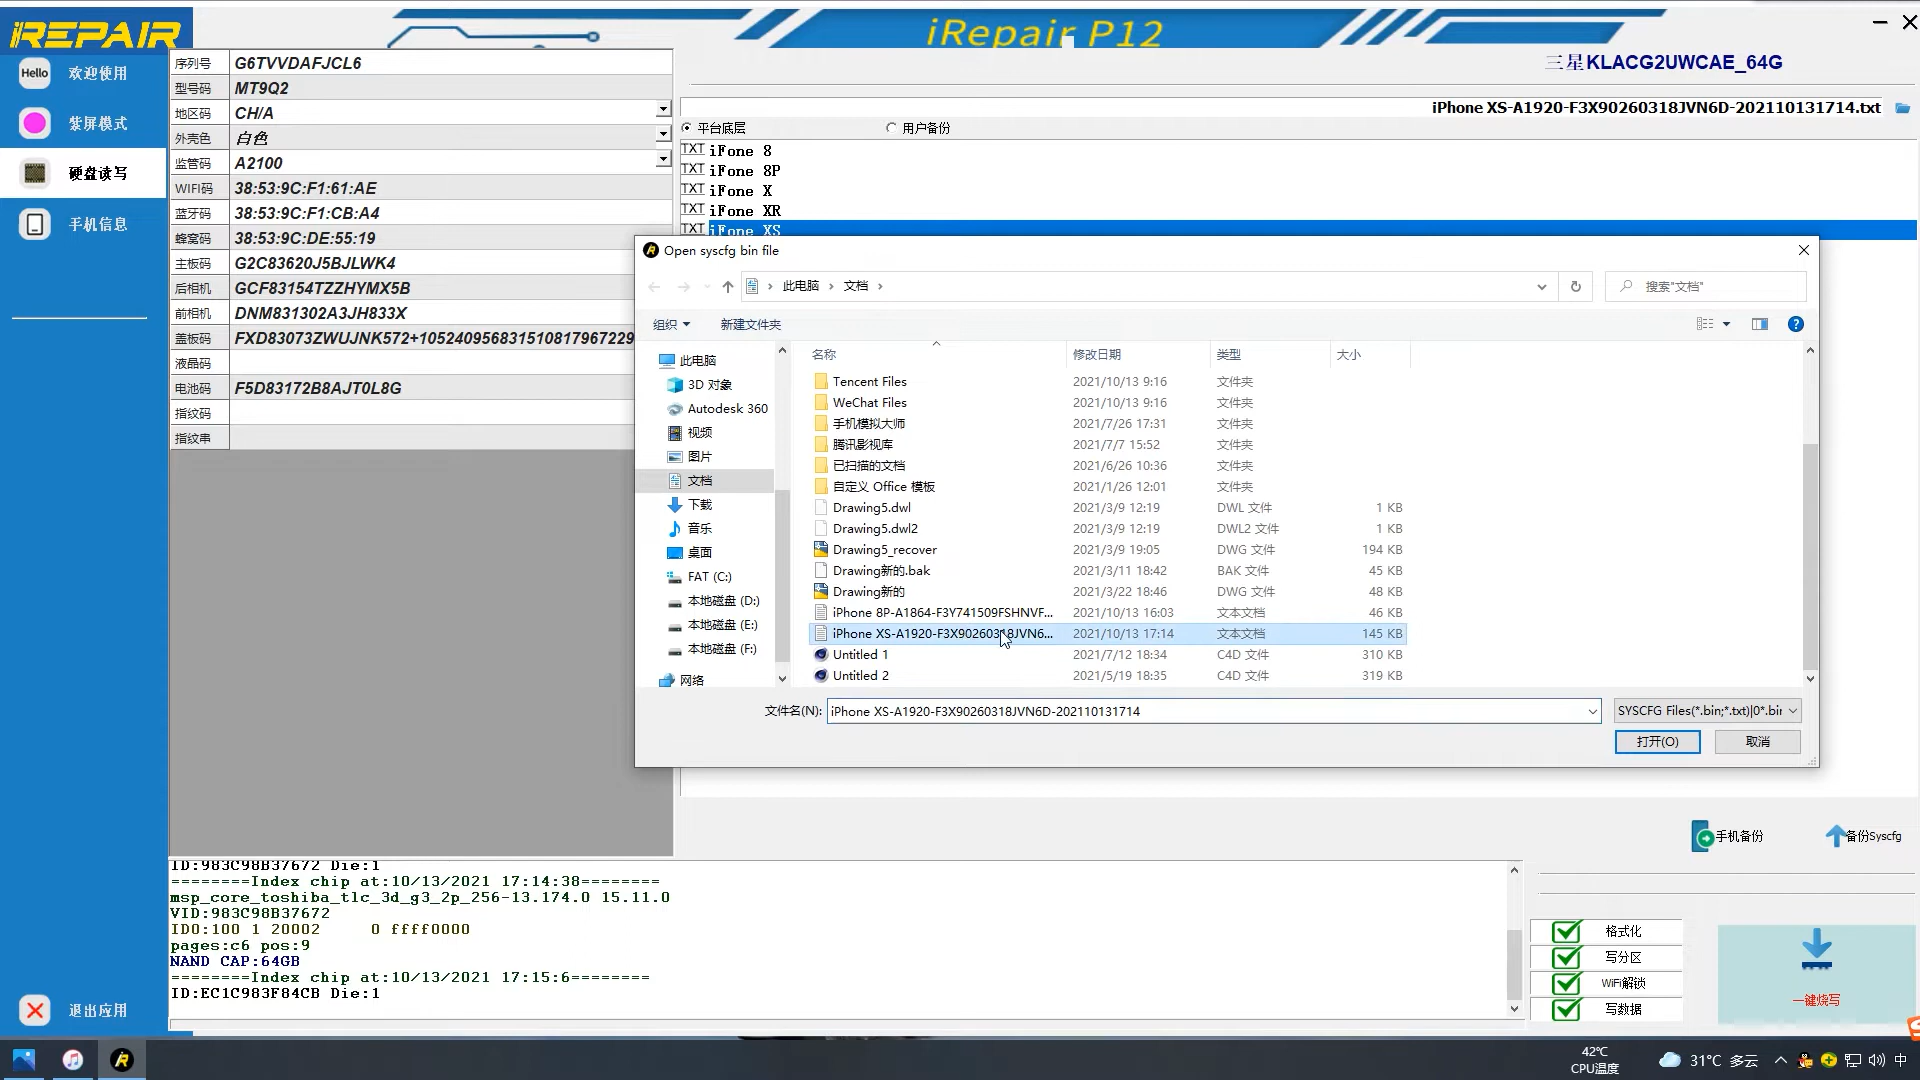 iREPAIR
iRepair P12
Hello 欢迎使用
紫屏模式
硬盘读写
手机信息
退出应用
序列号 G6TVVDAFJCL6
型号码 MT9Q2
地区码 CH/A
外壳色 白色
监管码 A2100
WIFI码 38:53:9C:F1:61:AE
蓝牙码 38:53:9C:F1:CB:A4
蜂窝码 38:53:9C:DE:55:19
主板码 G2C83620J5BJLWK4
后相机 GCF83154TZZHYMX5B
前相机 DNM831302A3JH833X
盖板码 FXD83073ZWUJNK572+1052409568315108179672​29
液晶码
电池码 F5D83172B8AJT0L8G
指纹码
指纹串
三星KLACG2UWCAE_64G
iPhone XS-A1920-F3X90260318JVN6D-202110131714.txt
平台底层 用户备份
TXT iFone 8
TXT iFone 8P
TXT iFone X
TXT iFone XR
TXT iFone XS
Open syscfg bin file
此电脑 › 文档 ›
搜索"文档"
组织 新建文件夹
此电脑
3D 对象
Autodesk 360
视频
图片
文档
下载
音乐
桌面
FAT (C:)
本地磁盘 (D:)
本地磁盘 (E:)
本地磁盘 (F:)
网络
名称 修改日期 类型 大小
Tencent Files 2021/10/13 9:16 文件夹
WeChat Files 2021/10/13 9:16 文件夹
手机模拟大师 2021/7/26 17:31 文件夹
腾讯影视库 2021/7/7 15:52 文件夹
已扫描的文档 2021/6/26 10:36 文件夹
自定义 Office 模板 2021/1/26 12:01 文件夹
Drawing5.dwl 2021/3/9 12:19 DWL 文件 1 KB
Drawing5.dwl2 2021/3/9 12:19 DWL2 文件 1 KB
Drawing5_recover 2021/3/9 19:05 DWG 文件 194 KB
Drawing新的.bak 2021/3/11 18:42 BAK 文件 45 KB
Drawing新的 2021/3/22 18:46 DWG 文件 48 KB
iPhone 8P-A1864-F3Y741509FSHNVF... 2021/10/13 16:03 文本文档 46 KB
iPhone XS-A1920-F3X90260318JVN6... 2021/10/13 17:14 文本文档 145 KB
Untitled 1 2021/7/12 18:34 C4D 文件 310 KB
Untitled 2 2021/5/19 18:35 C4D 文件 319 KB
文件名(N): iPhone XS-A1920-F3X90260318JVN6D-202110131714 SYSCFG Files(*.bin;*.txt)|0*.bin
打开(O) 取消
手机备份 备份Syscfg
ID:983C98B37672 Die:1
========Index chip at:10/13/2021 17:14:38========
msp_core_toshiba_tlc_3d_g3_2p_256-13.174.0 15.11.0
VID:983C98B37672
ID0:100 1 20002 0 ffff0000
pages:c6 pos:9
NAND CAP:64GB
========Index chip at:10/13/2021 17:15:6========
ID:EC1C983F84CB Die:1
格式化
写分区
WiFi解锁
写数据
一键烧写
42℃
CPU温度
31°C 多云
中